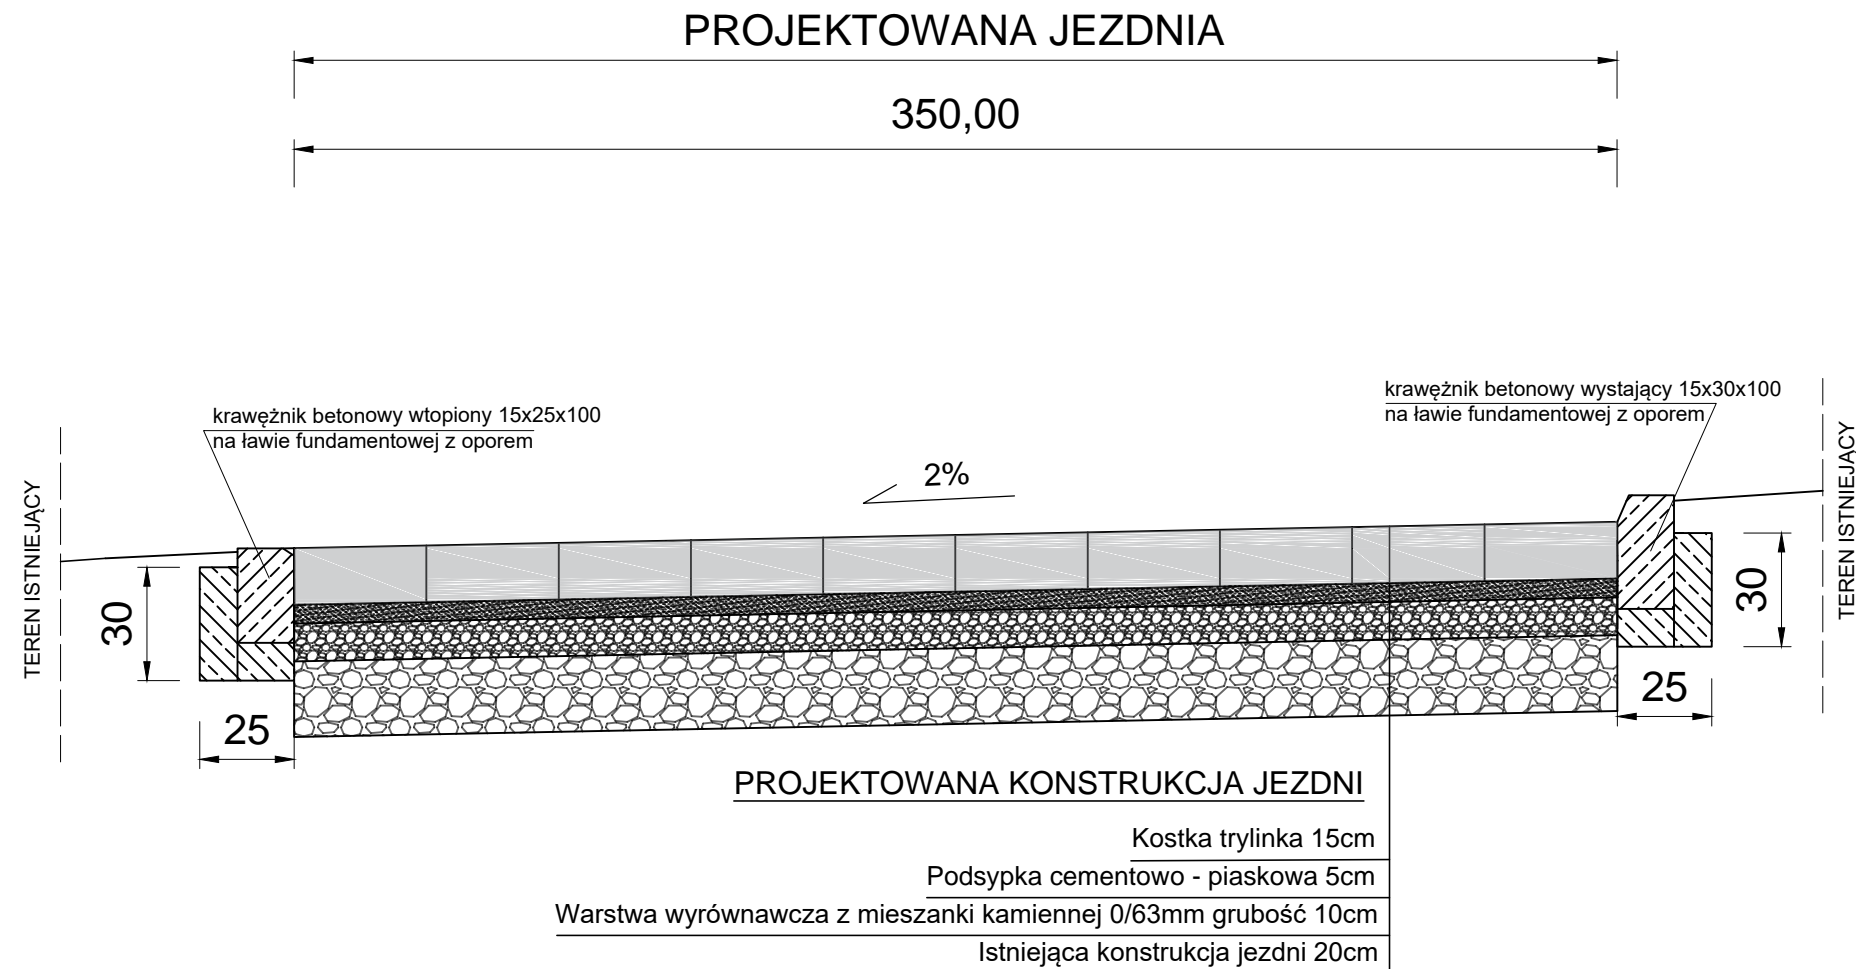 PROJEKTOWANA JEZDNIA
350,00
krawężnik betonowy wtopiony 15x25x100
na ławie fundamentowej z oporem
krawężnik betonowy wystający 15x30x100
na ławie fundamentowej z oporem
2%
TEREN ISTNIEJĄCY
TEREN ISTNIEJĄCY
30
30
25
25
PROJEKTOWANA KONSTRUKCJA JEZDNI
Kostka trylinka 15cm
Podsypka cementowo - piaskowa 5cm
Warstwa wyrównawcza z mieszanki kamiennej 0/63mm grubość 10cm
Istniejąca konstrukcja jezdni 20cm